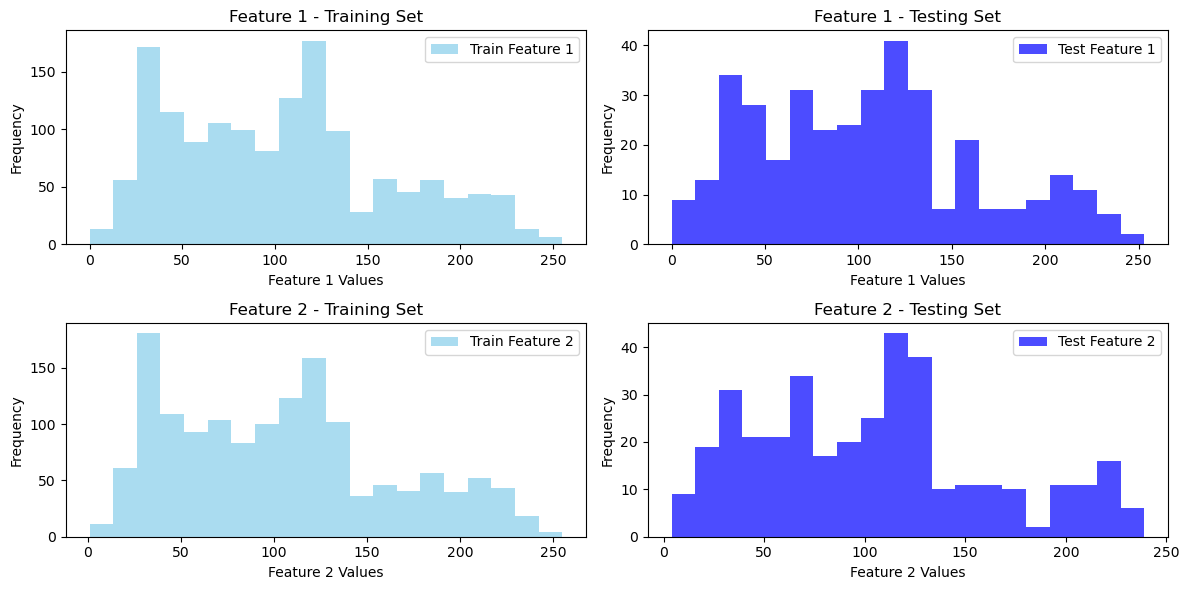 Feature 1 - Training Set
Train Feature 1
Frequency
150
100
50
0
0 50 100 150 200 250
Feature 1 Values
Feature 1 - Testing Set
Test Feature 1
Frequency
40
30
20
10
0
0 50 100 150 200 250
Feature 1 Values
Feature 2 - Training Set
Train Feature 2
Frequency
150
100
50
0
0 50 100 150 200 250
Feature 2 Values
Feature 2 - Testing Set
Test Feature 2
Frequency
40
30
20
10
0
0 50 100 150 200 250
Feature 2 Values